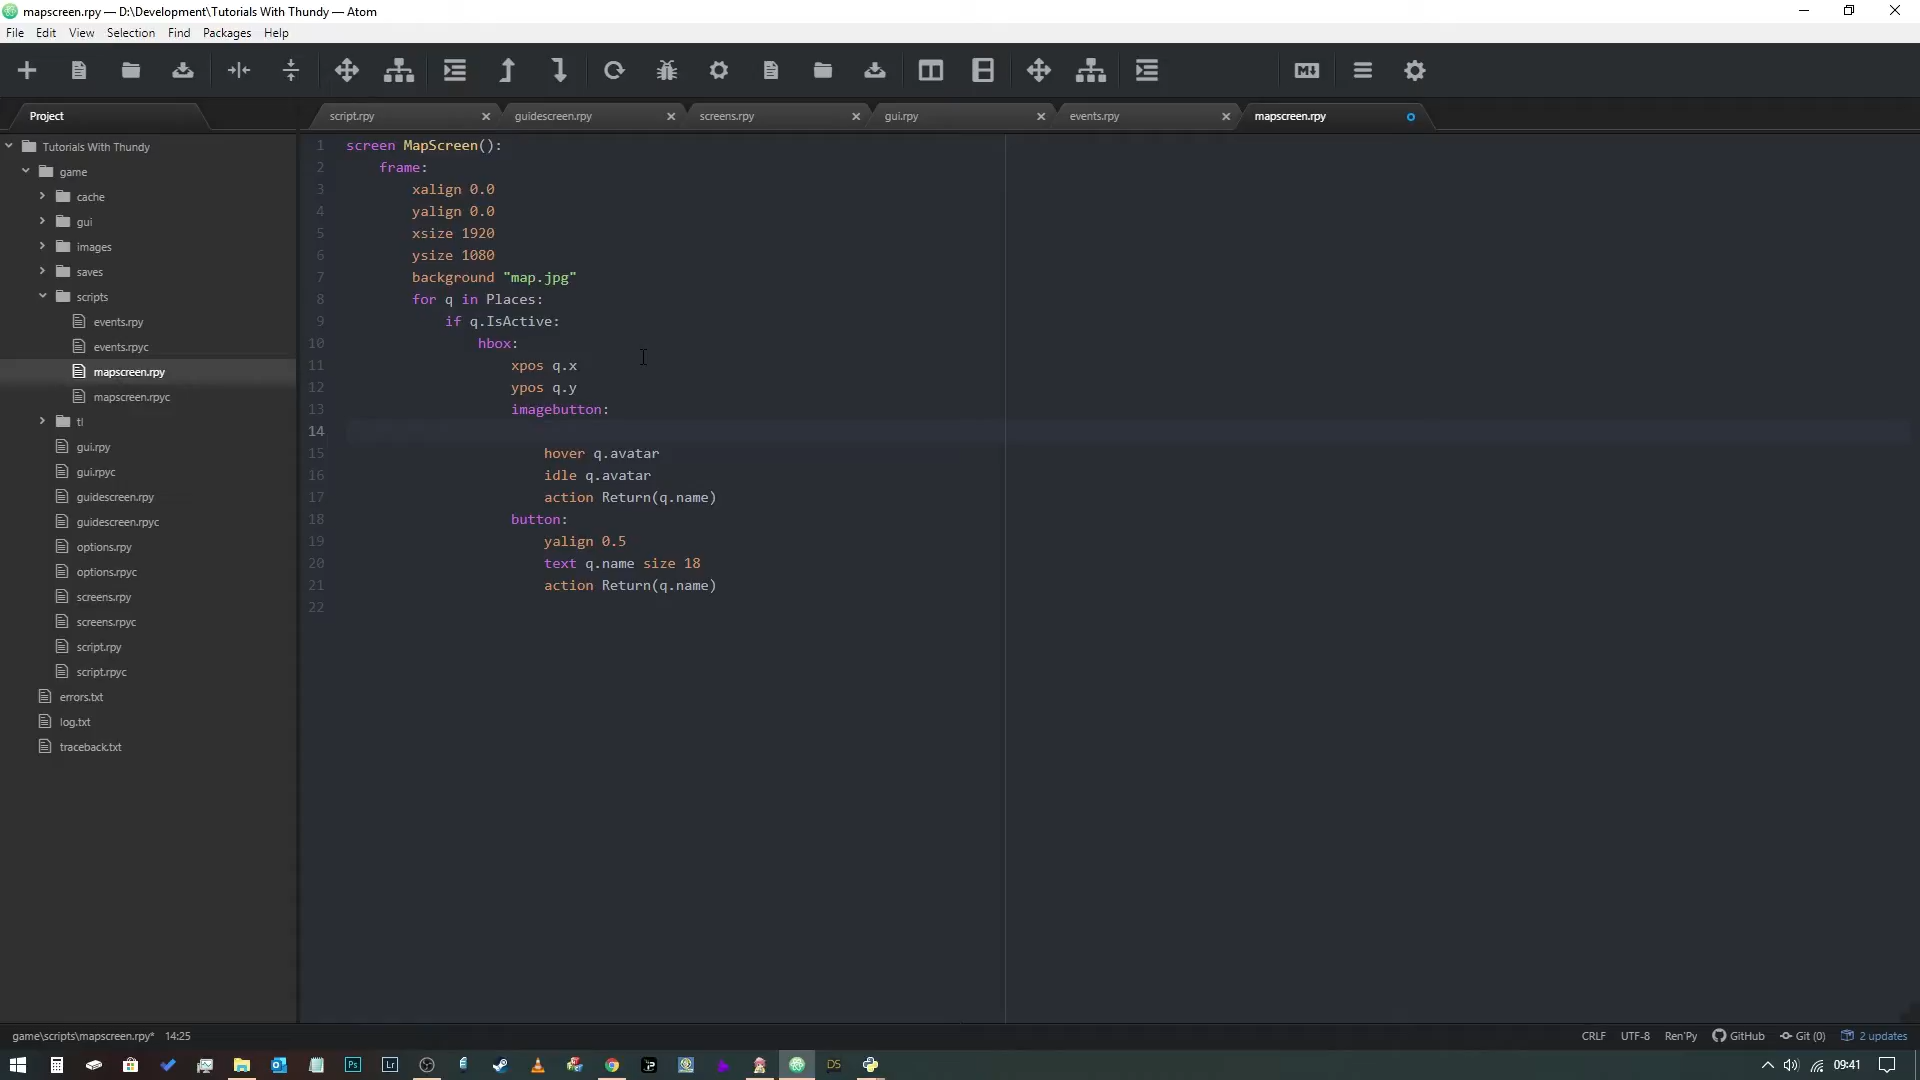 mapscreen.rpy — D:\Development\Tutorials With Thundy — Atom
File Edit View Selection Find Packages Help
Project
script.rpy guidescreen.rpy screens.rpy gui.rpy events.rpy mapscreen.rpy
Tutorials With Thundy
game
cache
gui
images
saves
scripts
events.rpy
events.rpyc
mapscreen.rpy
mapscreen.rpyc
tl
gui.rpy
gui.rpyc
guidescreen.rpy
guidescreen.rpyc
options.rpy
options.rpyc
screens.rpy
screens.rpyc
script.rpy
script.rpyc
errors.txt
log.txt
traceback.txt
1 screen MapScreen():
2 frame:
3 xalign 0.0
4 yalign 0.0
5 xsize 1920
6 ysize 1080
7 background "map.jpg"
8 for q in Places:
9 if q.IsActive:
10 hbox:
11 xpos q.x
12 ypos q.y
13 imagebutton:
14
15 hover q.avatar
16 idle q.avatar
17 action Return(q.name)
18 button:
19 yalign 0.5
20 text q.name size 18
21 action Return(q.name)
22
game\scripts\mapscreen.rpy* 14:25 CRLF UTF-8 Ren'Py GitHub Git (0) 2 updates
Ps Lr DS 09:41